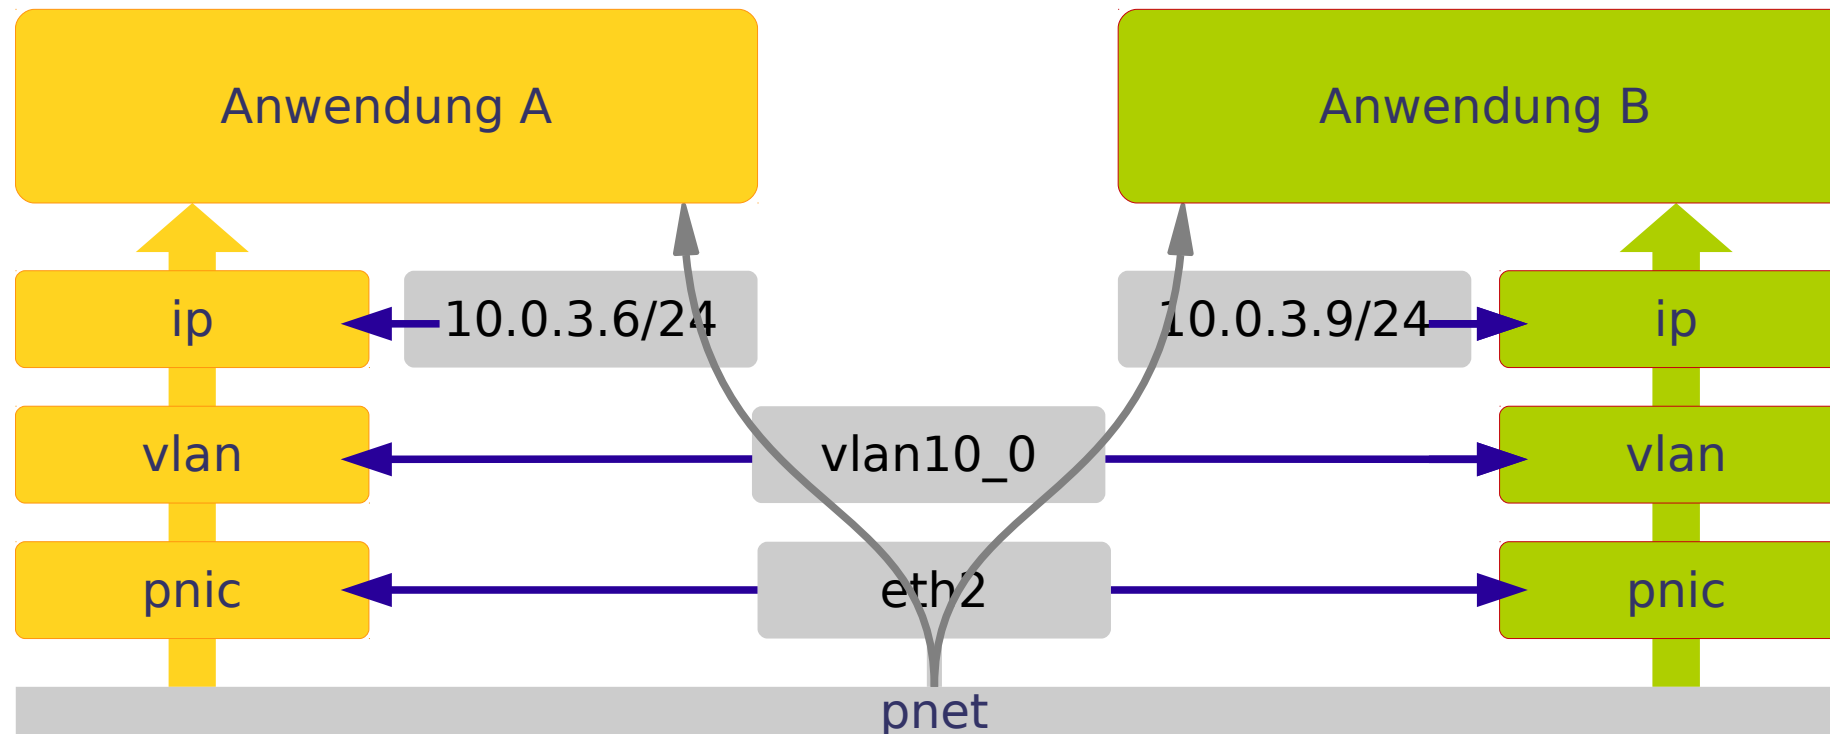 Anwendung A
Anwendung B
ip
10.0.3.6/24
10.0.3.9/24
ip
vlan
vlan10_0
vlan
pnic
eth2
pnic
pnet